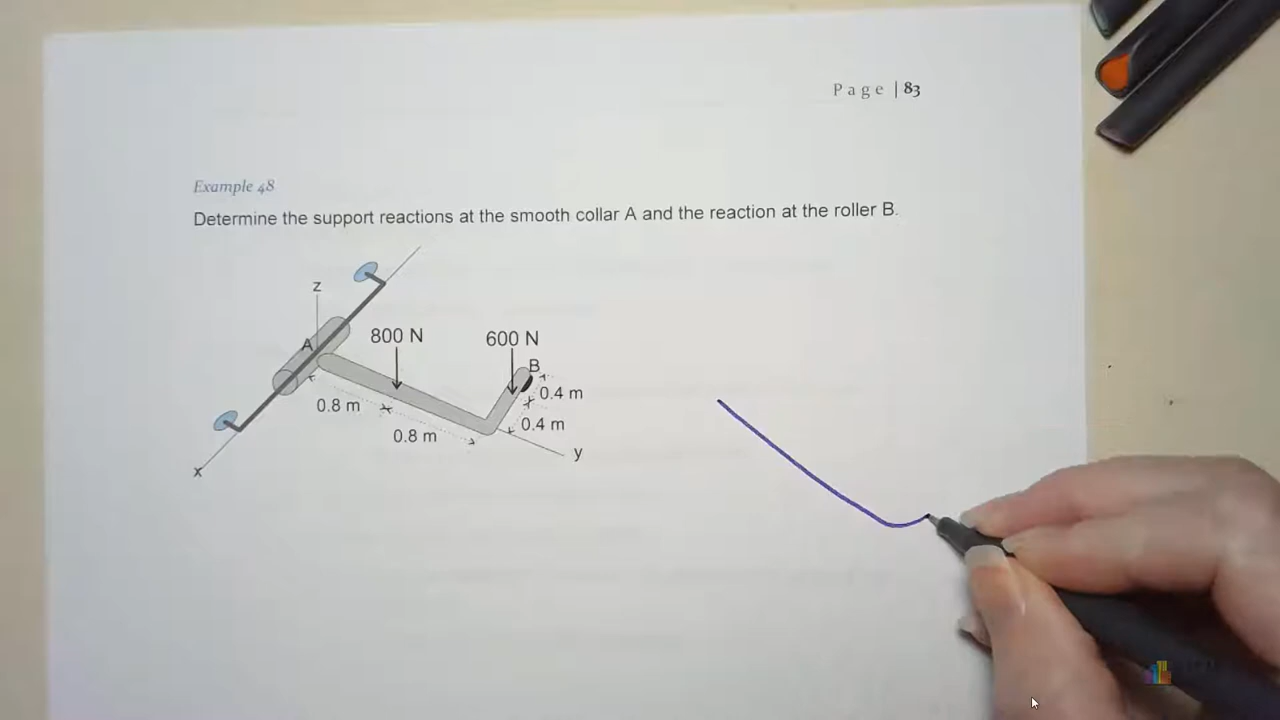 Page | 83
Example 48
Determine the support reactions at the smooth collar A and the reaction at the roller B.
z
A
800 N
600 N
B
0.4 m
0.8 m
0.4 m
0.8 m
y
x